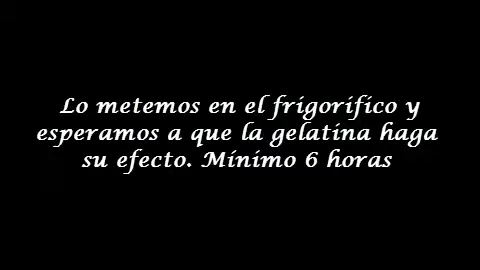 Lo metemos en el frigorífico y
esperamos a que la gelatina haga
su efecto. Mínimo 6 horas